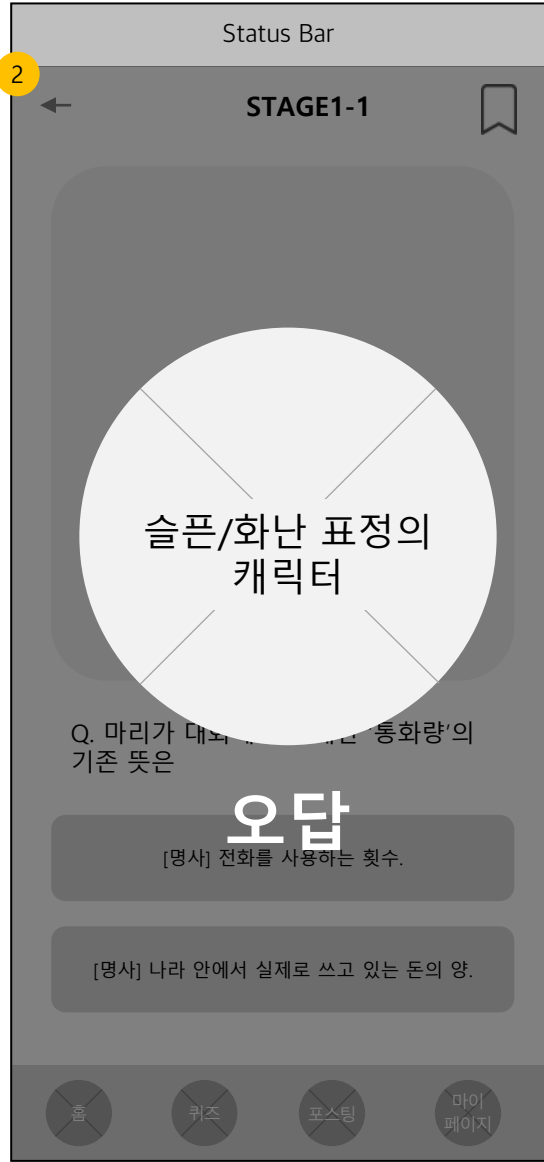 Status Bar
2
STAGE1-1
슬픈/화난 표정의
캐릭터
Q. 마리가 '통화량'의
기존 뜻은
오답
[명사] 전화를 사용하는 횟수.
[명사] 나라 안에서 실제로 쓰고 있는 돈의 양.
홈
퀴즈
포스팅
마이
페이지